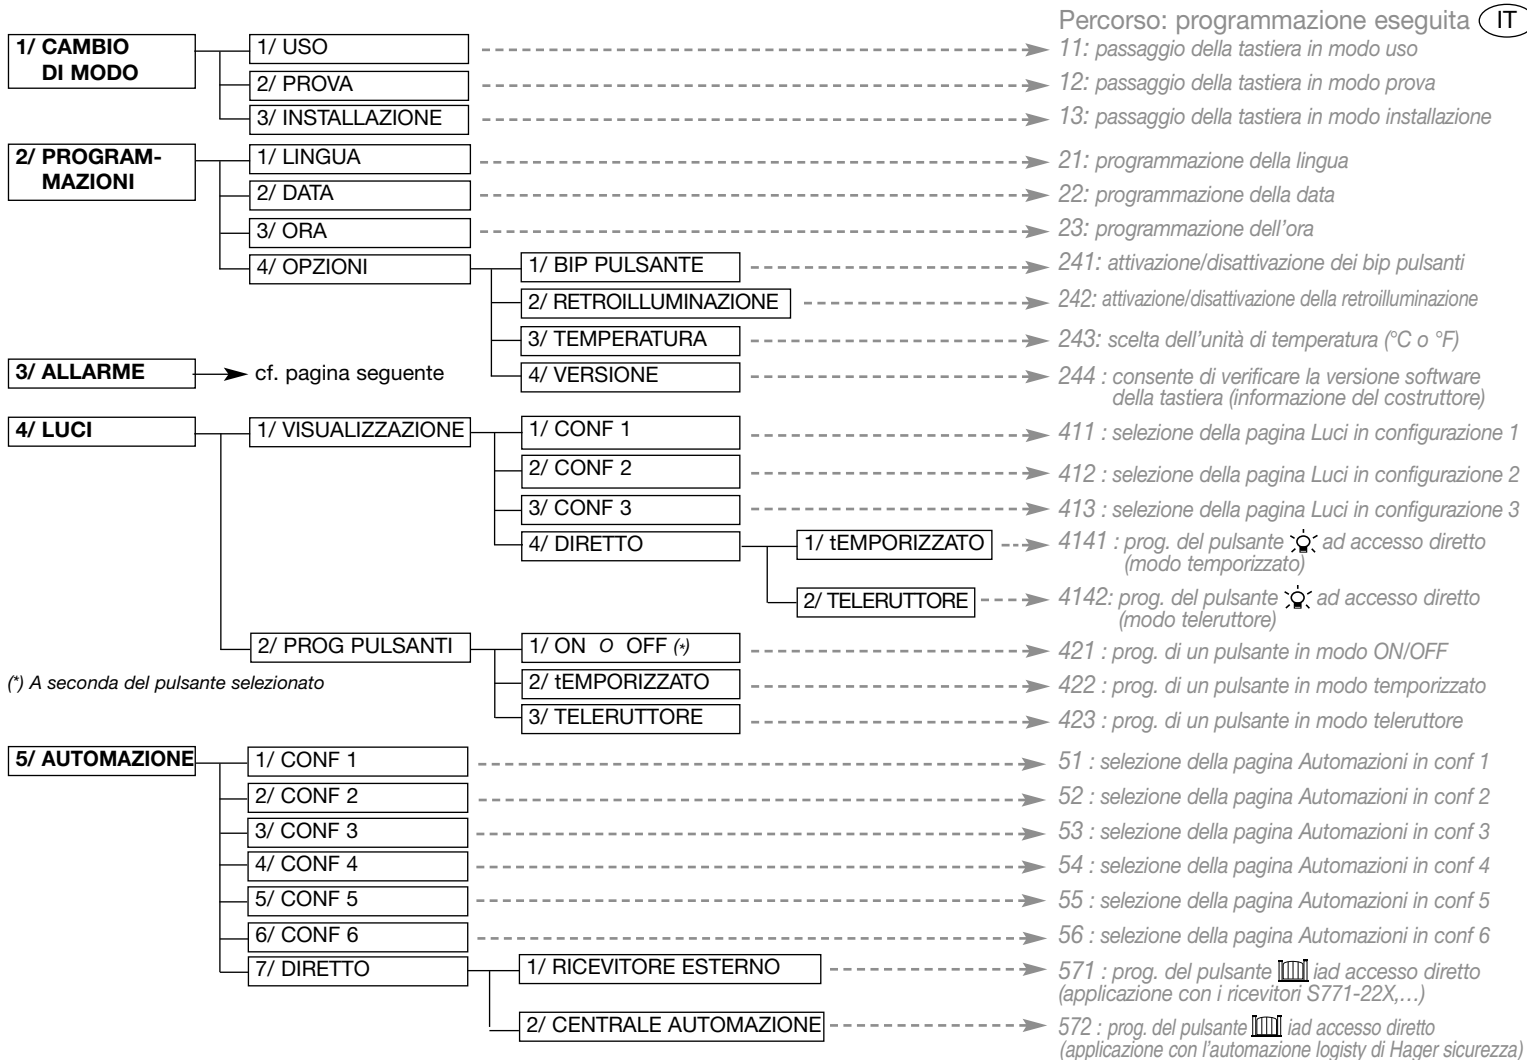 Percorso: programmazione eseguita IT
1/ CAMBIO
DI MODO
1/ USO
11: passaggio della tastiera in modo uso
2/ PROVA
12: passaggio della tastiera in modo prova
3/ INSTALLAZIONE
13: passaggio della tastiera in modo installazione
2/ PROGRAM-
MAZIONI
1/ LINGUA
21: programmazione della lingua
2/ DATA
22: programmazione della data
3/ ORA
23: programmazione dell'ora
4/ OPZIONI
1/ BIP PULSANTE
241: attivazione/disattivazione dei bip pulsanti
2/ RETROILLUMINAZIONE
242: attivazione/disattivazione della retroilluminazione
3/ TEMPERATURA
243: scelta dell'unità di temperatura (°C o °F)
4/ VERSIONE
244 : consente di verificare la versione software
della tastiera (informazione del costruttore)
3/ ALLARME
cf. pagina seguente
4/ LUCI
1/ VISUALIZZAZIONE
1/ CONF 1
411 : selezione della pagina Luci in configurazione 1
2/ CONF 2
412 : selezione della pagina Luci in configurazione 2
3/ CONF 3
413 : selezione della pagina Luci in configurazione 3
4/ DIRETTO
1/ tEMPORIZZATO
4141 : prog. del pulsante ad accesso diretto
(modo temporizzato)
2/ TELERUTTORE
4142: prog. del pulsante ad accesso diretto
(modo teleruttore)
2/ PROG PULSANTI
1/ ON O OFF (*)
421 : prog. di un pulsante in modo ON/OFF
2/ tEMPORIZZATO
422 : prog. di un pulsante in modo temporizzato
3/ TELERUTTORE
423 : prog. di un pulsante in modo teleruttore
(*) A seconda del pulsante selezionato
5/ AUTOMAZIONE
1/ CONF 1
51 : selezione della pagina Automazioni in conf 1
2/ CONF 2
52 : selezione della pagina Automazioni in conf 2
3/ CONF 3
53 : selezione della pagina Automazioni in conf 3
4/ CONF 4
54 : selezione della pagina Automazioni in conf 4
5/ CONF 5
55 : selezione della pagina Automazioni in conf 5
6/ CONF 6
56 : selezione della pagina Automazioni in conf 6
7/ DIRETTO
1/ RICEVITORE ESTERNO
571 : prog. del pulsante iad accesso diretto
(applicazione con i ricevitori S771-22X,…)
2/ CENTRALE AUTOMAZIONE
572 : prog. del pulsante iad accesso diretto
(applicazione con l'automazione logisty di Hager sicurezza)